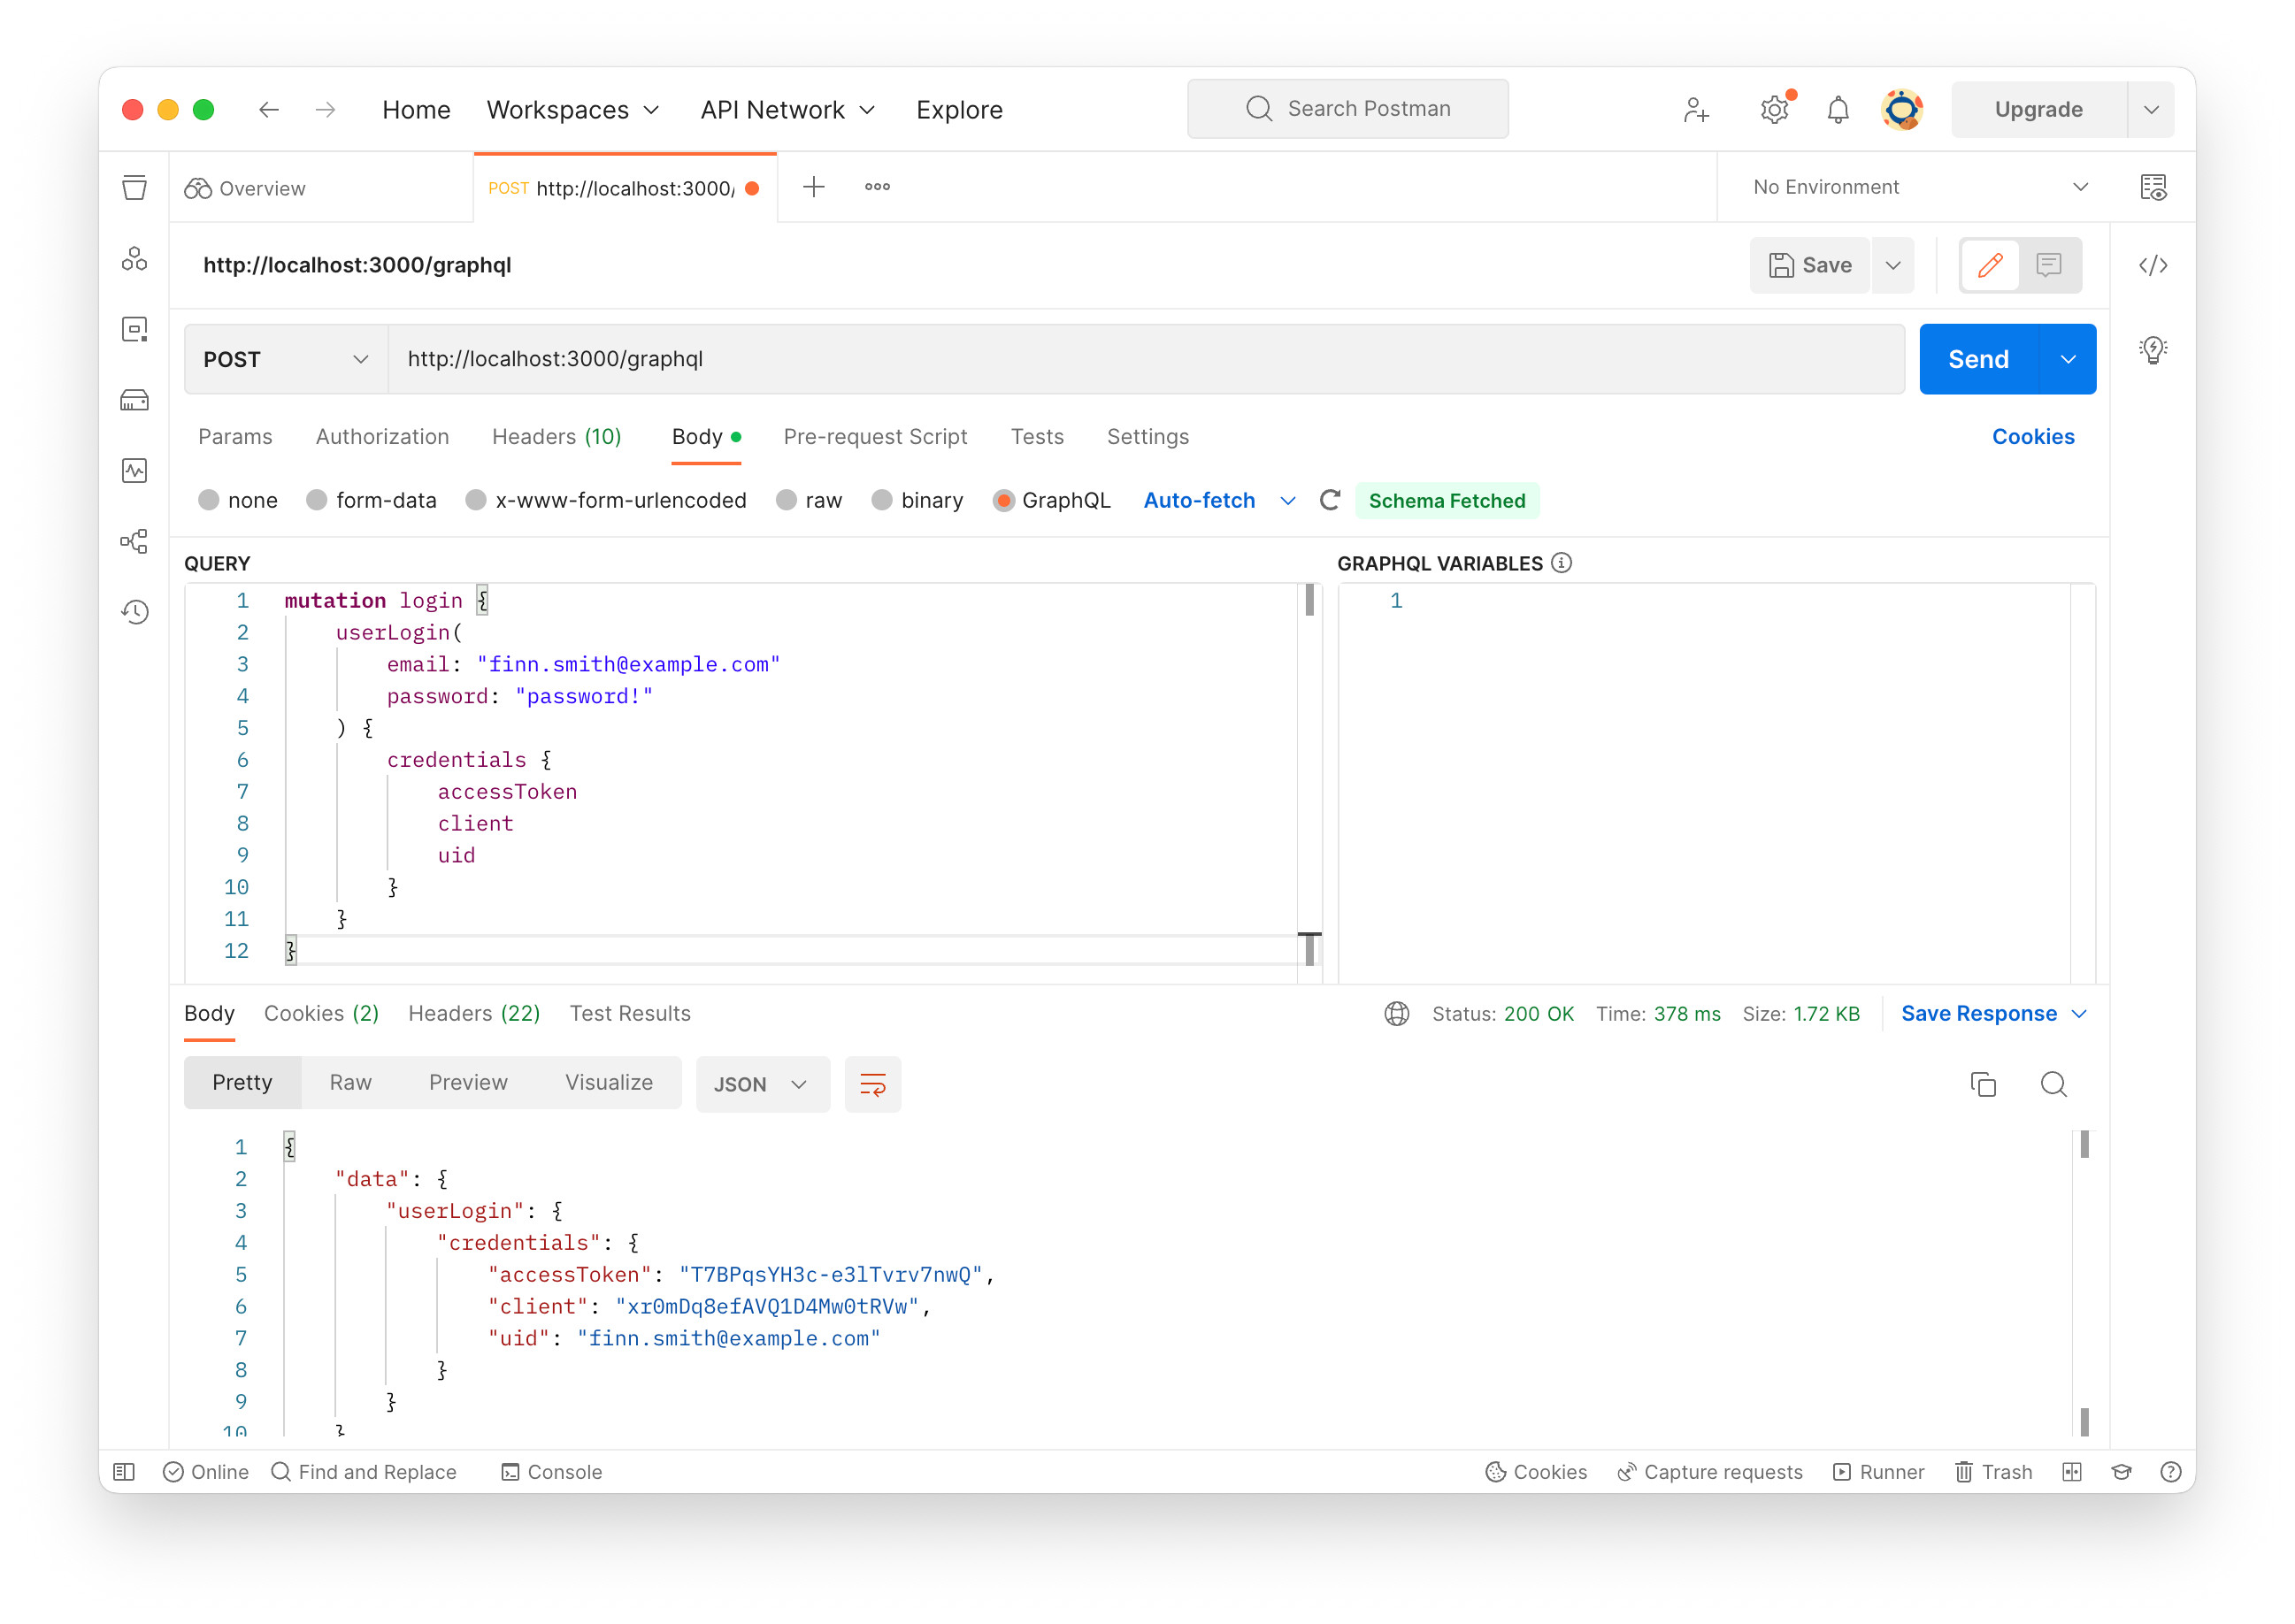 Home Workspaces API Network Explore Search Postman Upgrade
Overview POST http://localhost:3000/ No Environment
http://localhost:3000/graphql Save
POST http://localhost:3000/graphql Send
Params Authorization Headers (10) Body Pre-request Script Tests Settings Cookies
none form-data x-www-form-urlencoded raw binary GraphQL Auto-fetch Schema Fetched
QUERY GRAPHQL VARIABLES
1 mutation login { 1
2 userLogin(
3 email: "finn.smith@example.com"
4 password: "password!"
5 ) {
6 credentials {
7 accessToken
8 client
9 uid
10 }
11 }
12 }
Body Cookies (2) Headers (22) Test Results Status: 200 OK Time: 378 ms Size: 1.72 KB Save Response
Pretty Raw Preview Visualize JSON
1 {
2 "data": {
3 "userLogin": {
4 "credentials": {
5 "accessToken": "T7BPqsYH3c-e3lTvrv7nwQ",
6 "client": "xr0mDq8efAVQ1D4Mw0tRVw",
7 "uid": "finn.smith@example.com"
8 }
9 }
10 }
Online Find and Replace Console Cookies Capture requests Runner Trash